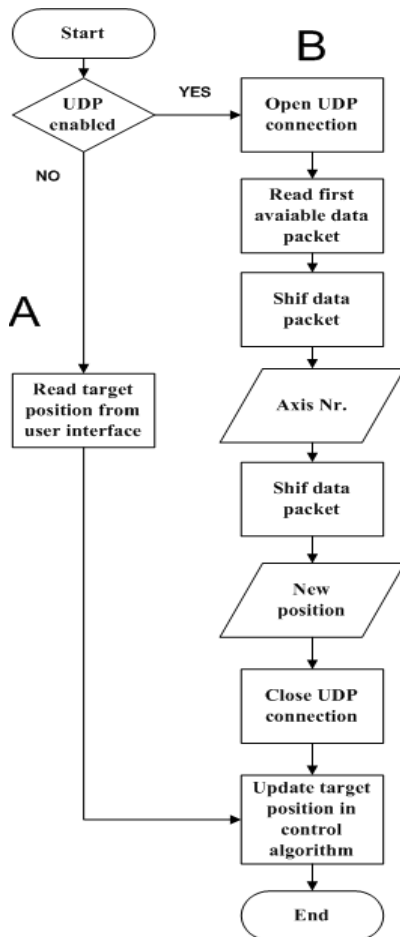 Start
B
UDP
enabled
YES
Open UDP
connection
NO
Read first
avaiable data
packet
Shif data
packet
A
Read target
position from
user interface
Axis Nr.
Shif data
packet
New
position
Close UDP
connection
Update target
position in
control
algorithm
End